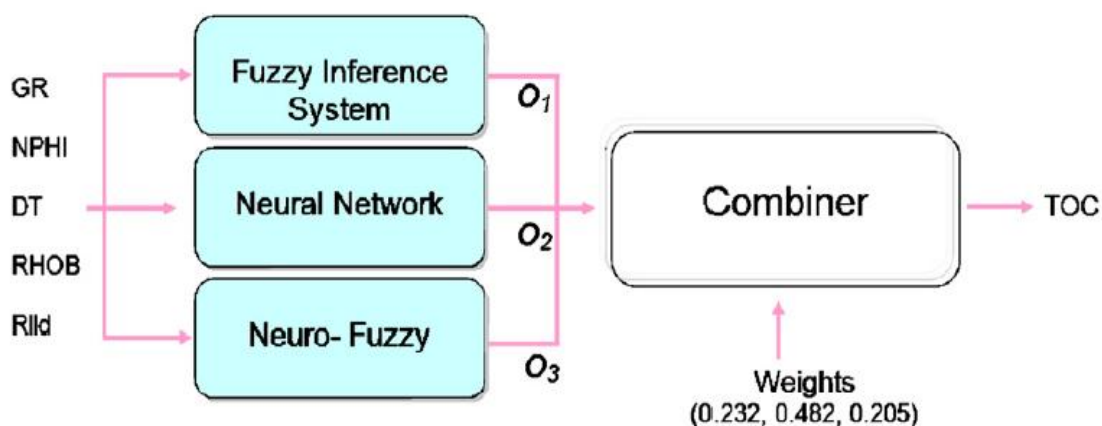 GR
NPHI
DT
RHOB
Rlld
Fuzzy Inference
System
O1
Neural Network
O2
Neuro- Fuzzy
O3
Combiner
TOC
Weights
(0.232, 0.482, 0.205)